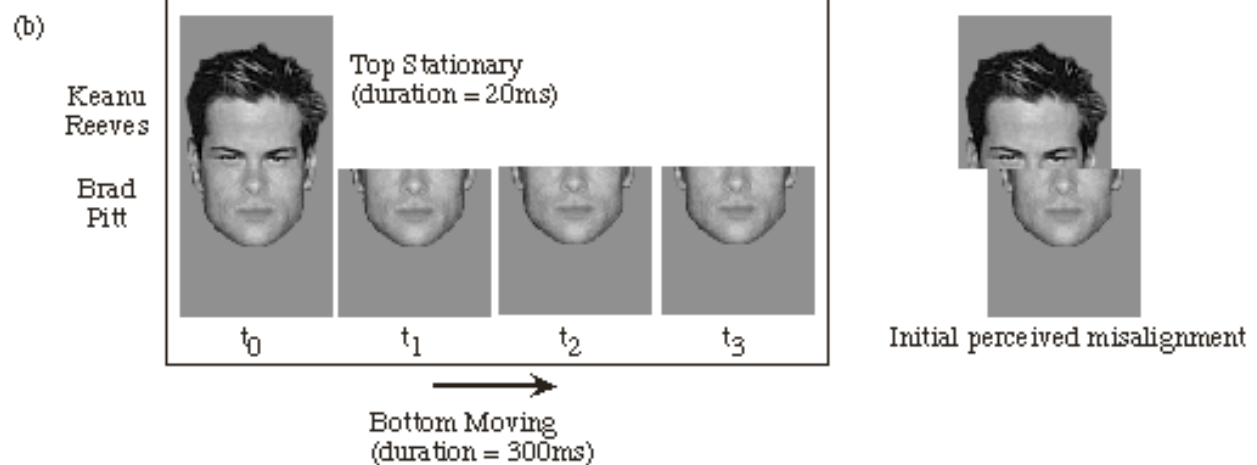 (b)
Keanu
Reeves
Top Stationary
(duration = 20ms)
Brad
Pitt
t0 t1 t2 t3
Initial perceived misalignment
Bottom Moving
(duration = 300ms)